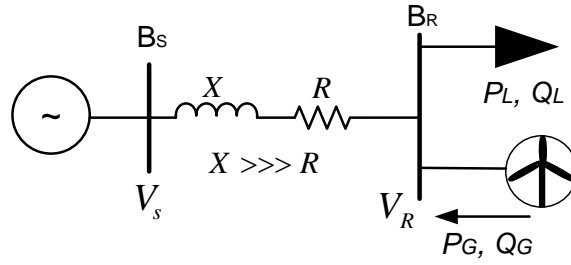 B_S
B_R
X
R
P_L, Q_L
~
X >>> R
V_s
V_R
P_G, Q_G